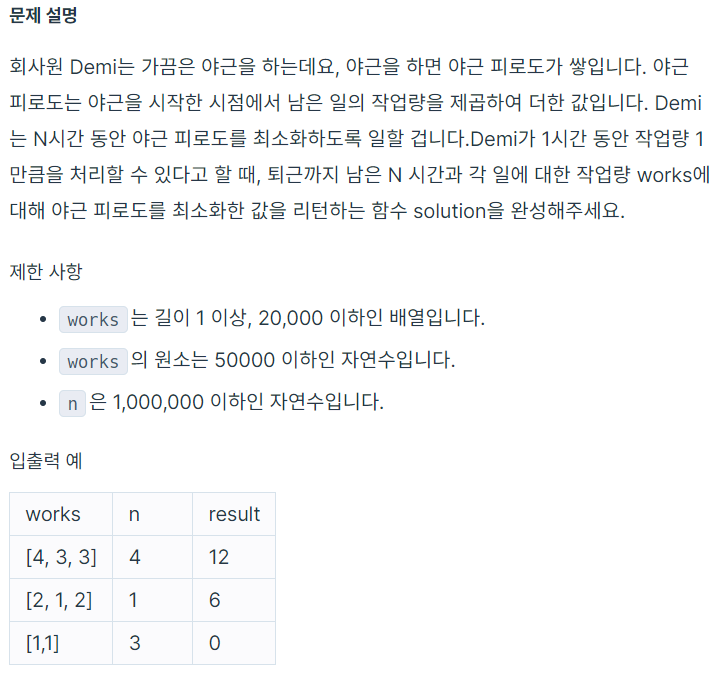 문제 설명
회사원 Demi는 가끔은 야근을 하는데요, 야근을 하면 야근 피로도가 쌓입니다. 야근
피로도는 야근을 시작한 시점에서 남은 일의 작업량을 제곱하여 더한 값입니다. Demi
는 N시간 동안 야근 피로도를 최소화하도록 일할 겁니다.Demi가 1시간 동안 작업량 1
만큼을 처리할 수 있다고 할 때, 퇴근까지 남은 N 시간과 각 일에 대한 작업량 works에
대해 야근 피로도를 최소화한 값을 리턴하는 함수 solution을 완성해주세요.
제한 사항
• works는 길이 1 이상, 20,000 이하인 배열입니다.
• works의 원소는 50000 이하인 자연수입니다.
• n은 1,000,000 이하인 자연수입니다.
입출력 예
works n result
[4, 3, 3] 4 12
[2, 1, 2] 1 6
[1,1] 3 0